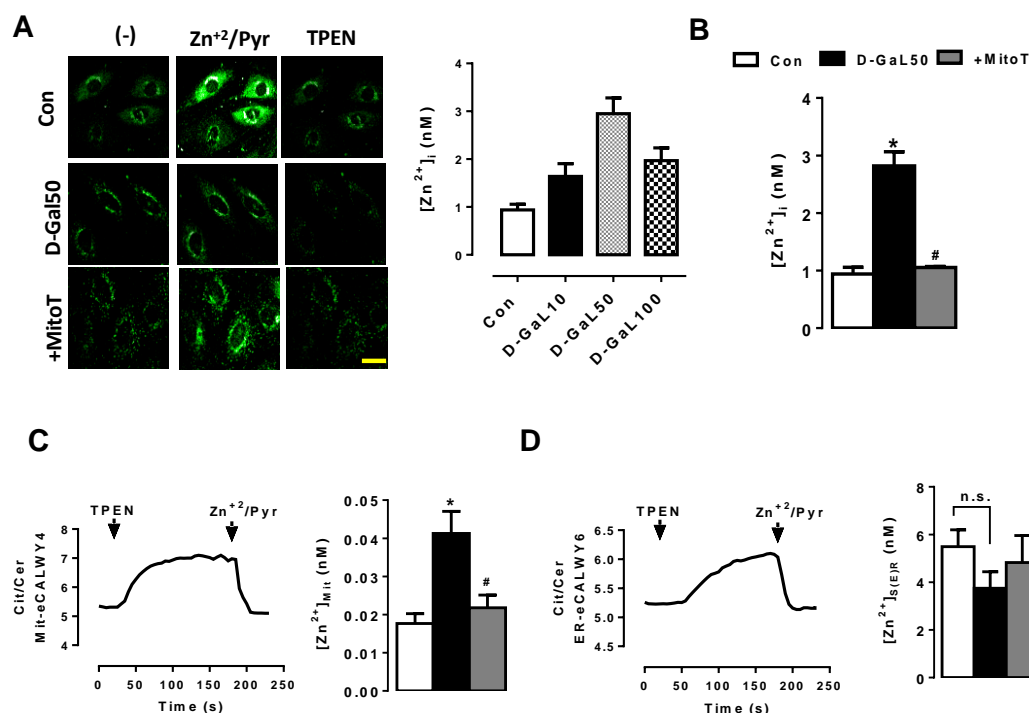 A
(-)
Zn+2/Pyr
TPEN
Con
D-Gal50
+MitoT
[Zn2+]i (nM)
4
3
2
1
0
Con
D-GaL10
D-GaL50
D-GaL100
B
Con
D-GaL50
+MitoT
[Zn2+]i (nM)
4
3
2
1
0
*
#
C
TPEN
Zn+2/Pyr
Cit/Cer
Mit-eCALWY4
8
7
6
5
4
0 50 100 150 200 250
Time (s)
[Zn2+]Mit (nM)
0.05
0.04
0.03
0.02
0.01
0.00
*
#
D
TPEN
Zn+2/Pyr
Cit/Cer
ER-eCALWY6
6.5
6.0
5.5
5.0
0 50 100 150 200 250
Time (s)
[Zn2+]S(E)R (nM)
8
6
4
2
0
n.s.